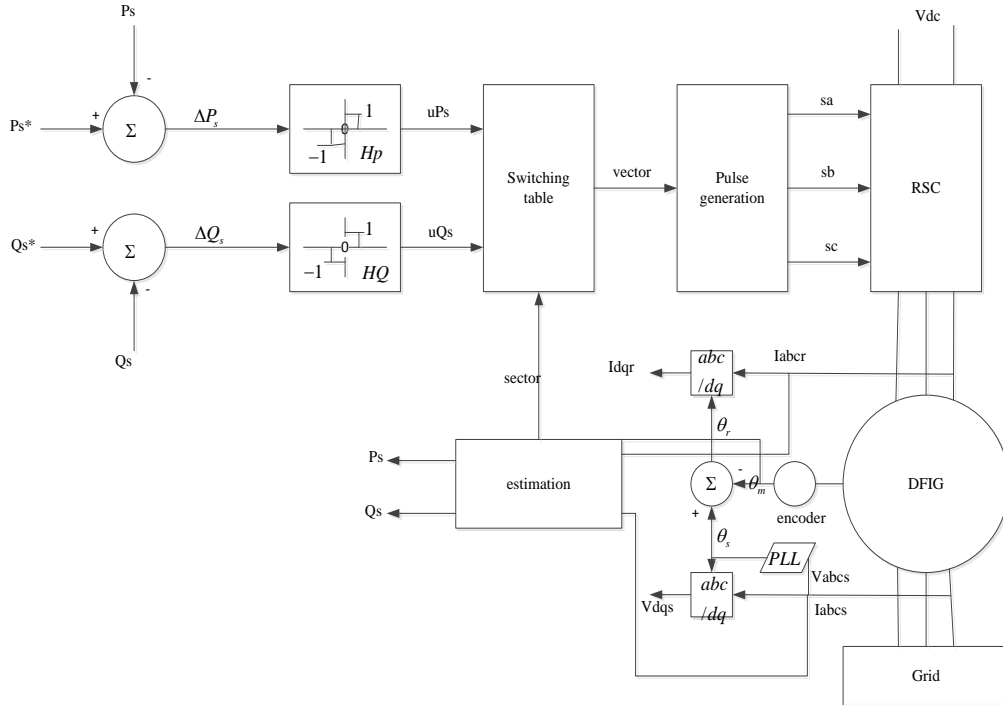 Ps
Vdc
-
+
Ps*
Σ
ΔP_s
1
0
−1
Hp
uPs
Switching
table
vector
Pulse
generation
sa
sb
sc
RSC
+
Qs*
Σ
ΔQ_s
1
0
−1
HQ
uQs
-
Qs
sector
Idqr
abc
/dq
Iabcr
θ_r
Ps
Qs
estimation
Σ
-
+
θ_m
encoder
DFIG
θ_s
PLL
Vabcs
Vdqs
abc
/dq
Iabcs
Grid